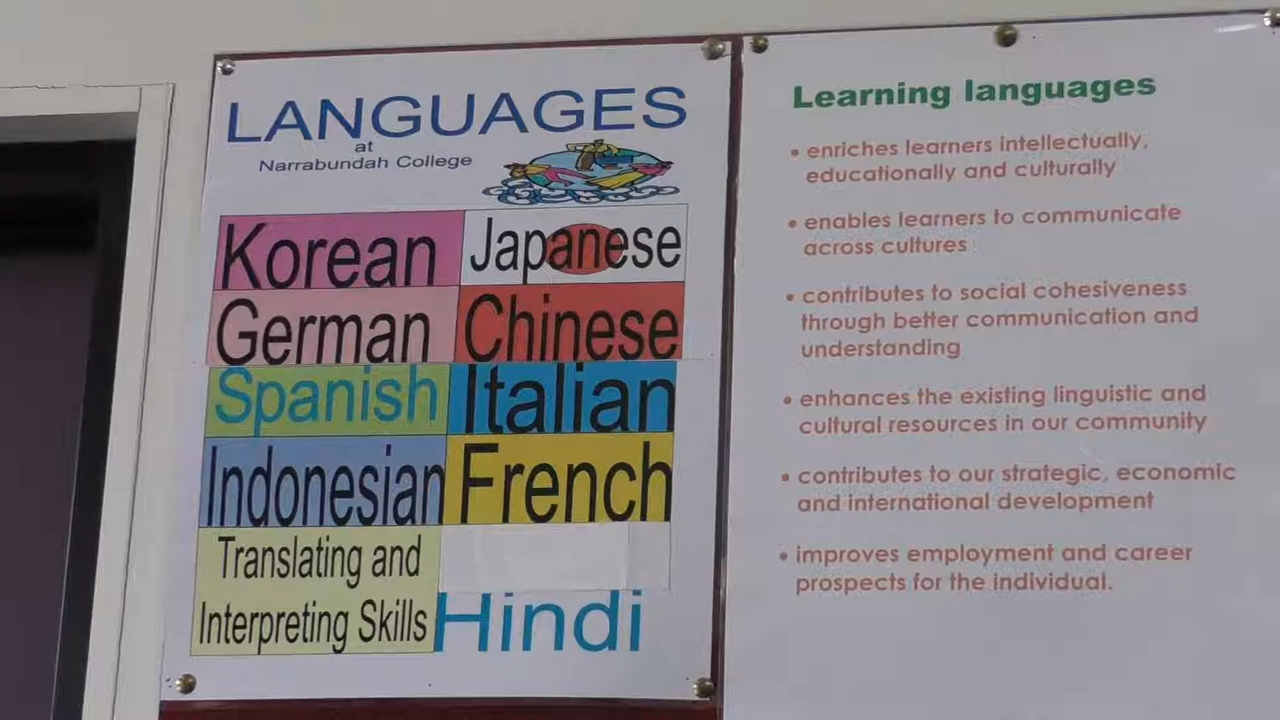 LANGUAGES
at
Narrabundah College
Korean
Japanese
German
Chinese
Spanish
Italian
Indonesian
French
Translating and
Interpreting Skills
Hindi
Learning languages
• enriches learners intellectually,
educationally and culturally
• enables learners to communicate
across cultures
• contributes to social cohesiveness
through better communication and
understanding
• enhances the existing linguistic and
cultural resources in our community
• contributes to our strategic, economic
and international development
• improves employment and career
prospects for the individual.